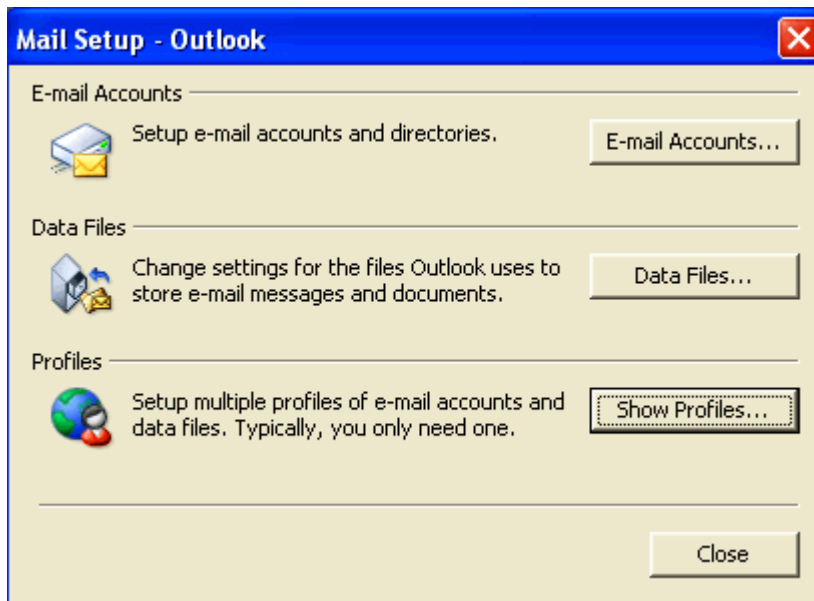 Mail Setup - Outlook
E-mail Accounts
Setup e-mail accounts and directories.
E-mail Accounts...
Data Files
Change settings for the files Outlook uses to
store e-mail messages and documents.
Data Files...
Profiles
Setup multiple profiles of e-mail accounts and
data files. Typically, you only need one.
Show Profiles...
Close